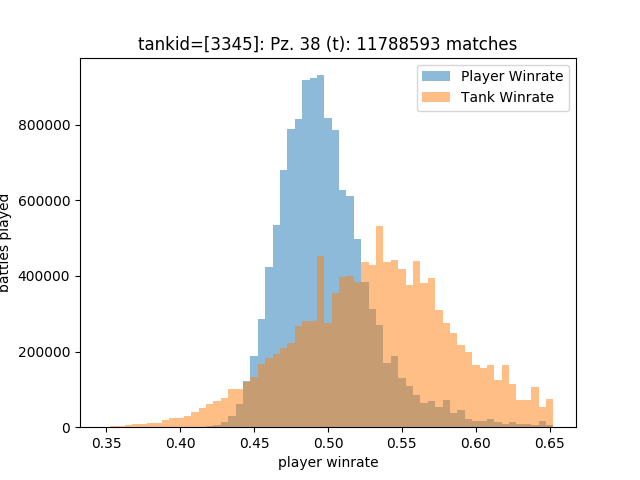 tankid=[3345]: Pz. 38 (t): 11788593 matches
Player Winrate
Tank Winrate
battles played
800000
600000
400000
200000
0
0.35 0.40 0.45 0.50 0.55 0.60 0.65
player winrate